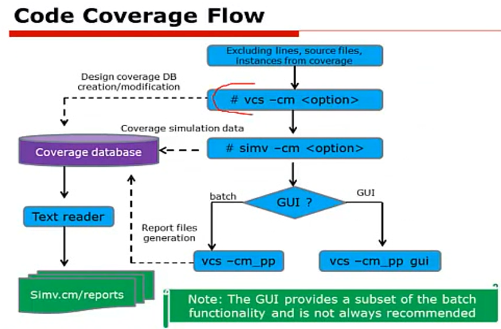 Code Coverage Flow
Excluding lines, source files,
instances from coverage
Design coverage DB
creation/modification
# vcs –cm <option>
Coverage simulation data
Coverage database
# simv –cm <option>
batch
GUI ?
GUI
Text reader
Report files
generation
vcs –cm_pp
vcs –cm_pp gui
Simv.cm/reports
Note: The GUI provides a subset of the batch
functionality and is not always recommended